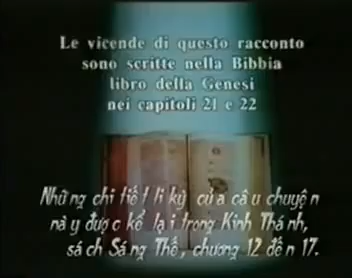 Le vicende di questo racconto
sono scritte nella Bibbia
libro della Genesi
nei capitoli 21 e 22
Những chi tiết li kỳ của câu chuyện
này được kể lại trong Kinh Thánh,
sách Sáng Thế, chương 12 đến 17.